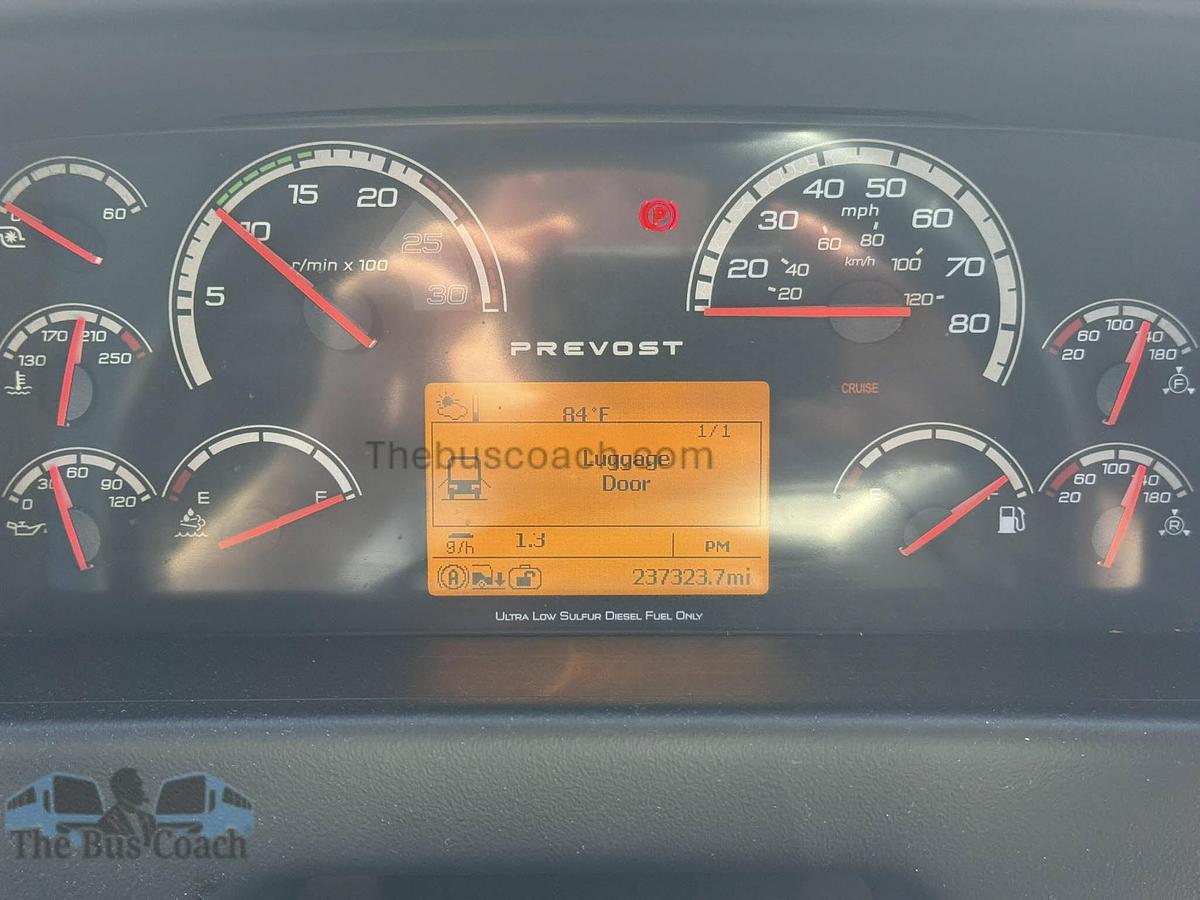 0 60
5 10 15 20 25 30
r/min x 100
P
20 30 40 50 60 70 80
mph
20 40 60 80 100 120
km/h
PREVOST
130 170 210 250
CRUISE
20 60 100 140 180
F
84°F
1/1
Luggage
Door
Thebuscoach.com
0 30 60 90 120
E F
E F
20 60 100 140 180
R
g/h 1.3 PM
A 237323.7mi
ULTRA LOW SULFUR DIESEL FUEL ONLY
The Bus Coach